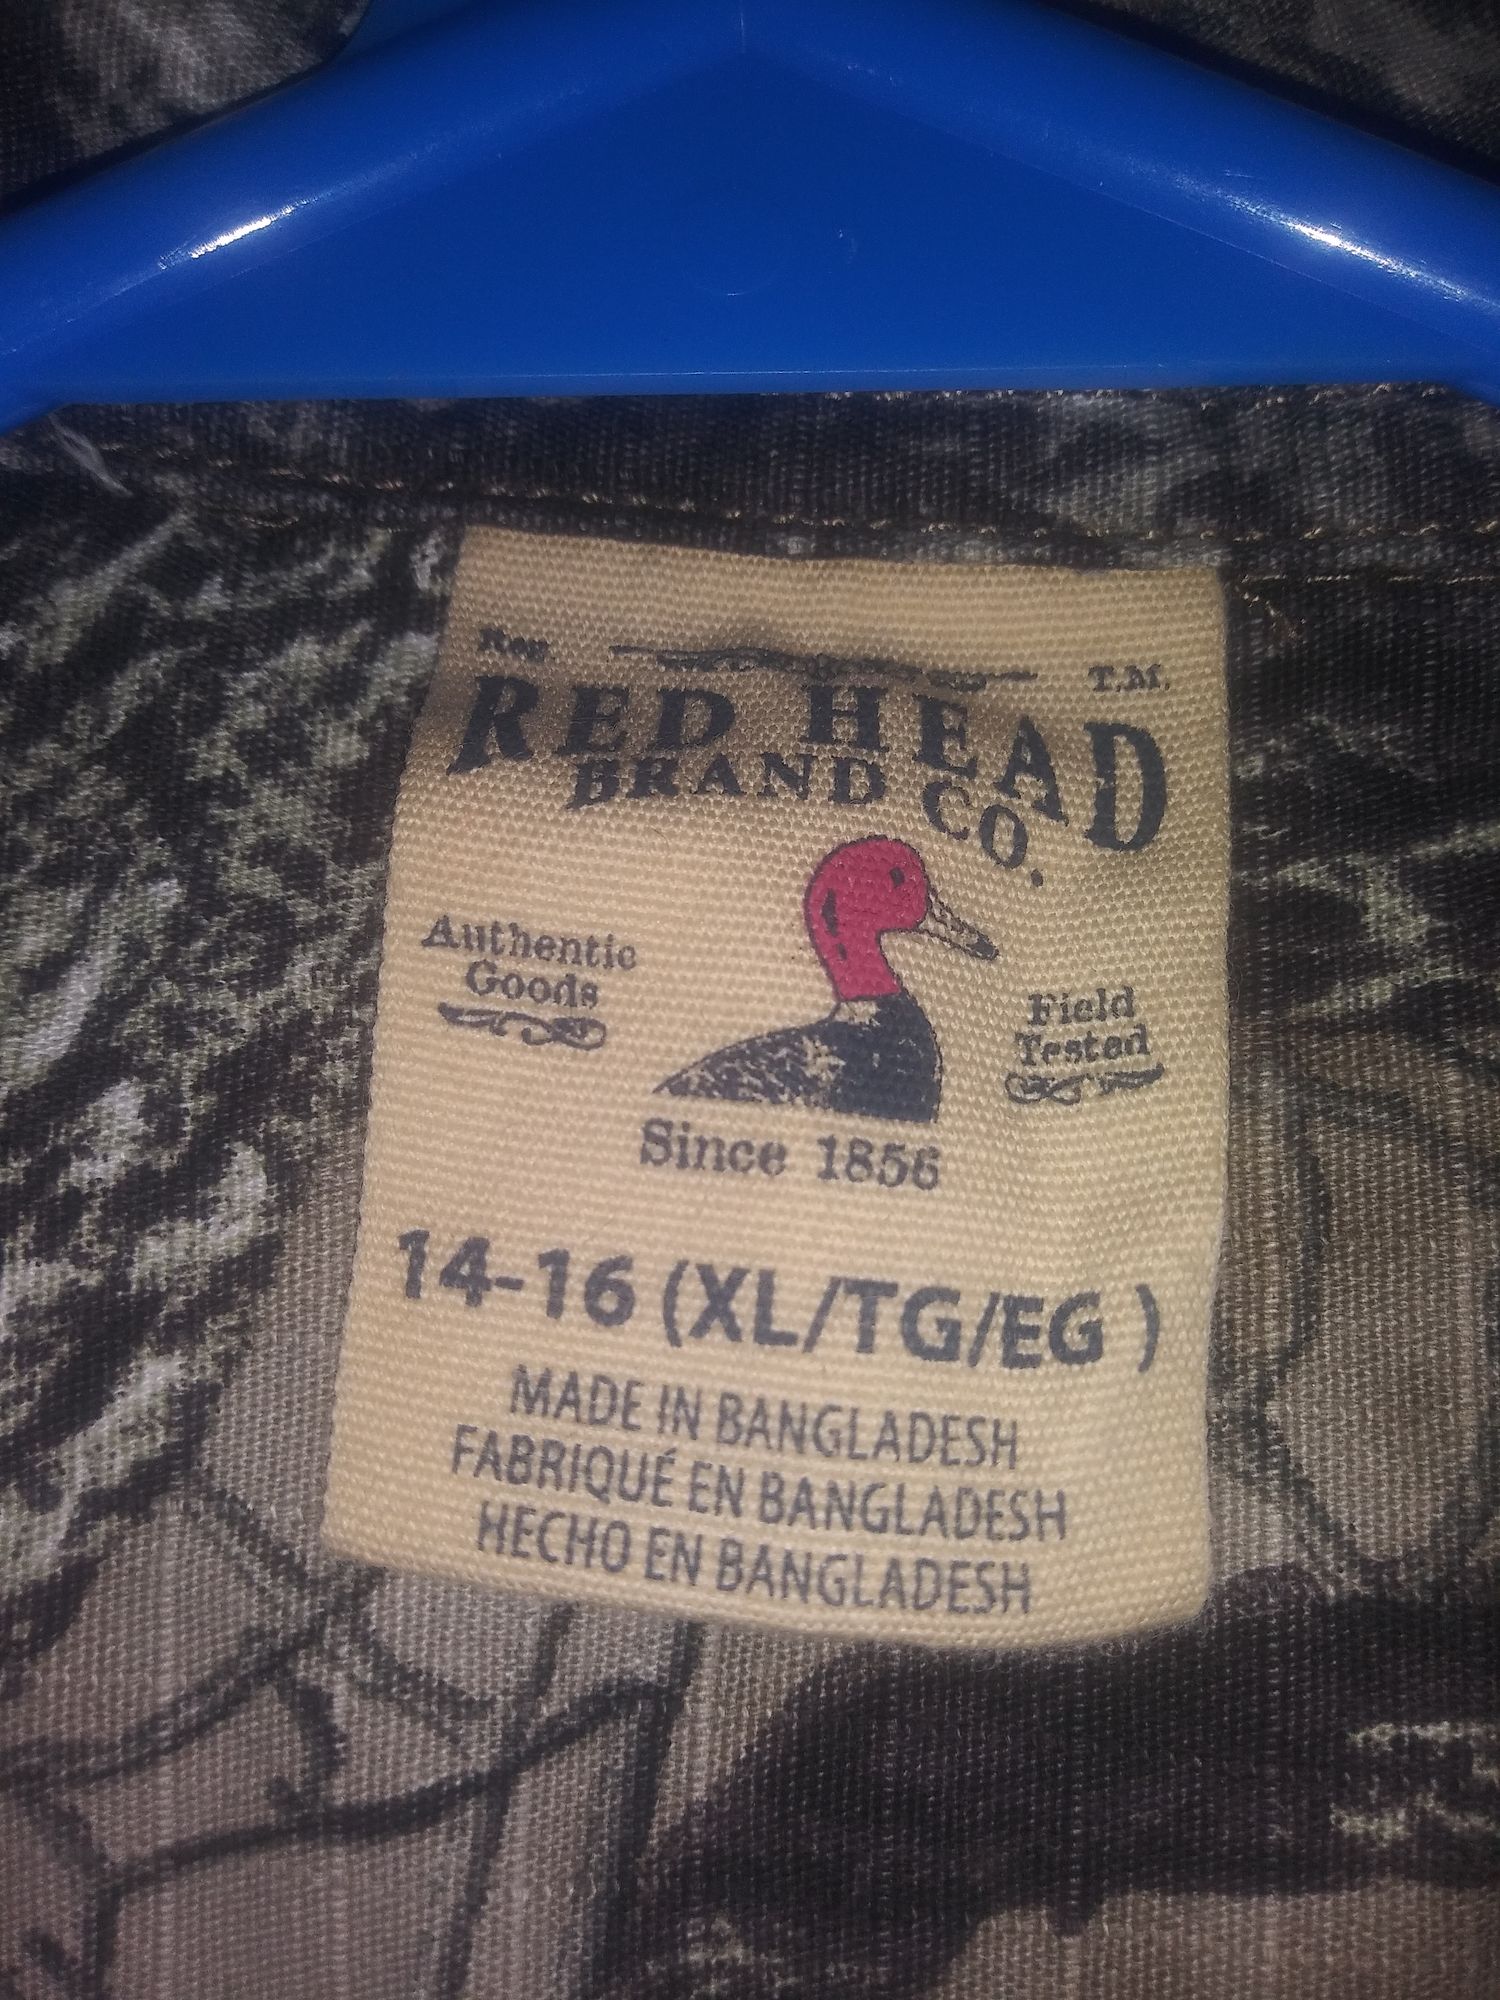 Reg. T.M.
RED HEAD
BRAND CO.
Authentic
Goods
Field
Tested
Since 1856
14-16 (XL/TG/EG )
MADE IN BANGLADESH
FABRIQUÉ EN BANGLADESH
HECHO EN BANGLADESH